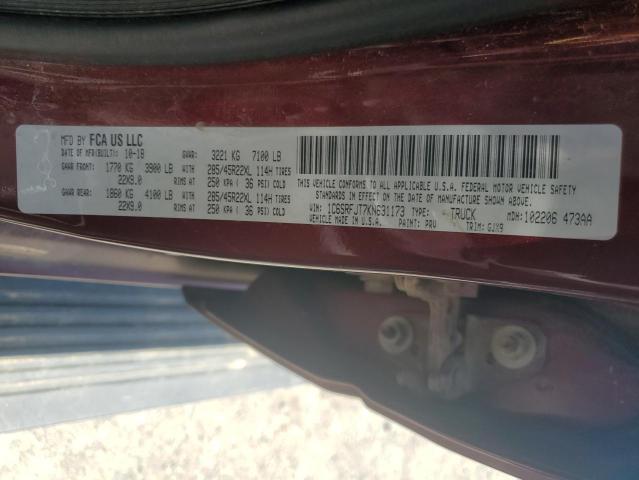 MFD BY FCA US LLC
DATE OF MFR(BUILT): 10-18 GVWR: 3221 KG 7100 LB
GAWR FRONT: 1770 KG 3900 LB WITH 285/45R22XL 114H TIRES
22X9.0 RIMS AT 250 KPA ( 36 PSI) COLD
GAWR REAR: 1860 KG 4100 LB WITH 285/45R22XL 114H TIRES
22X9.0 RIMS AT 250 KPA ( 36 PSI) COLD
THIS VEHICLE CONFORMS TO ALL APPLICABLE U.S.A. FEDERAL MOTOR VEHICLE SAFETY
STANDARDS IN EFFECT ON THE DATE OF MANUFACTURE SHOWN ABOVE.
VIN: 1C6SRFJT7KN631173 TYPE: TRUCK MDH: 102206 473AA
VEHICLE MADE IN U.S.A. PAINT: PRV TRIM: GJX9